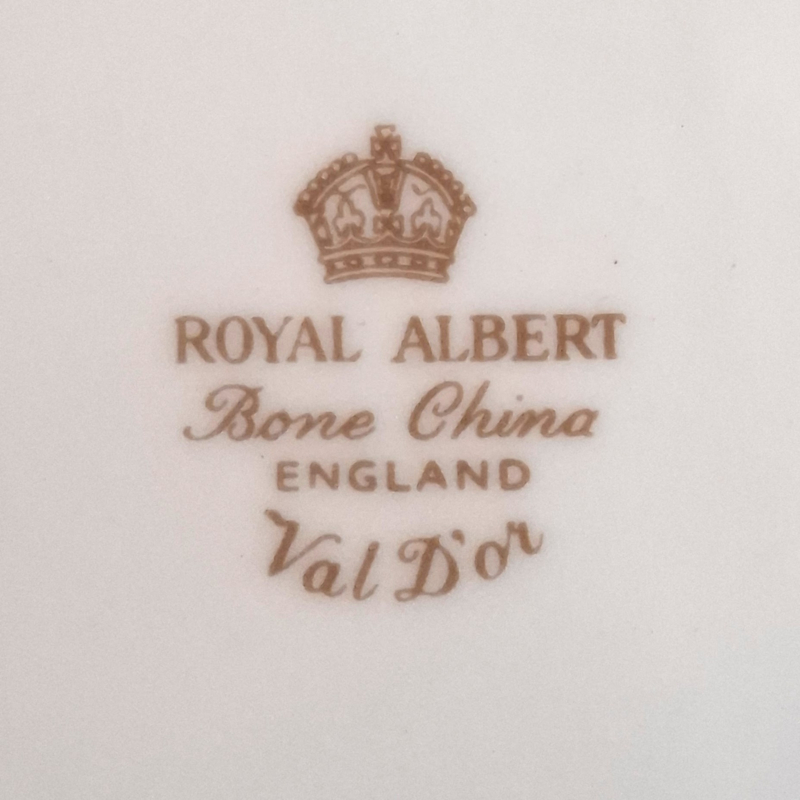 ROYAL ALBERT
Bone China
ENGLAND
Val D'or